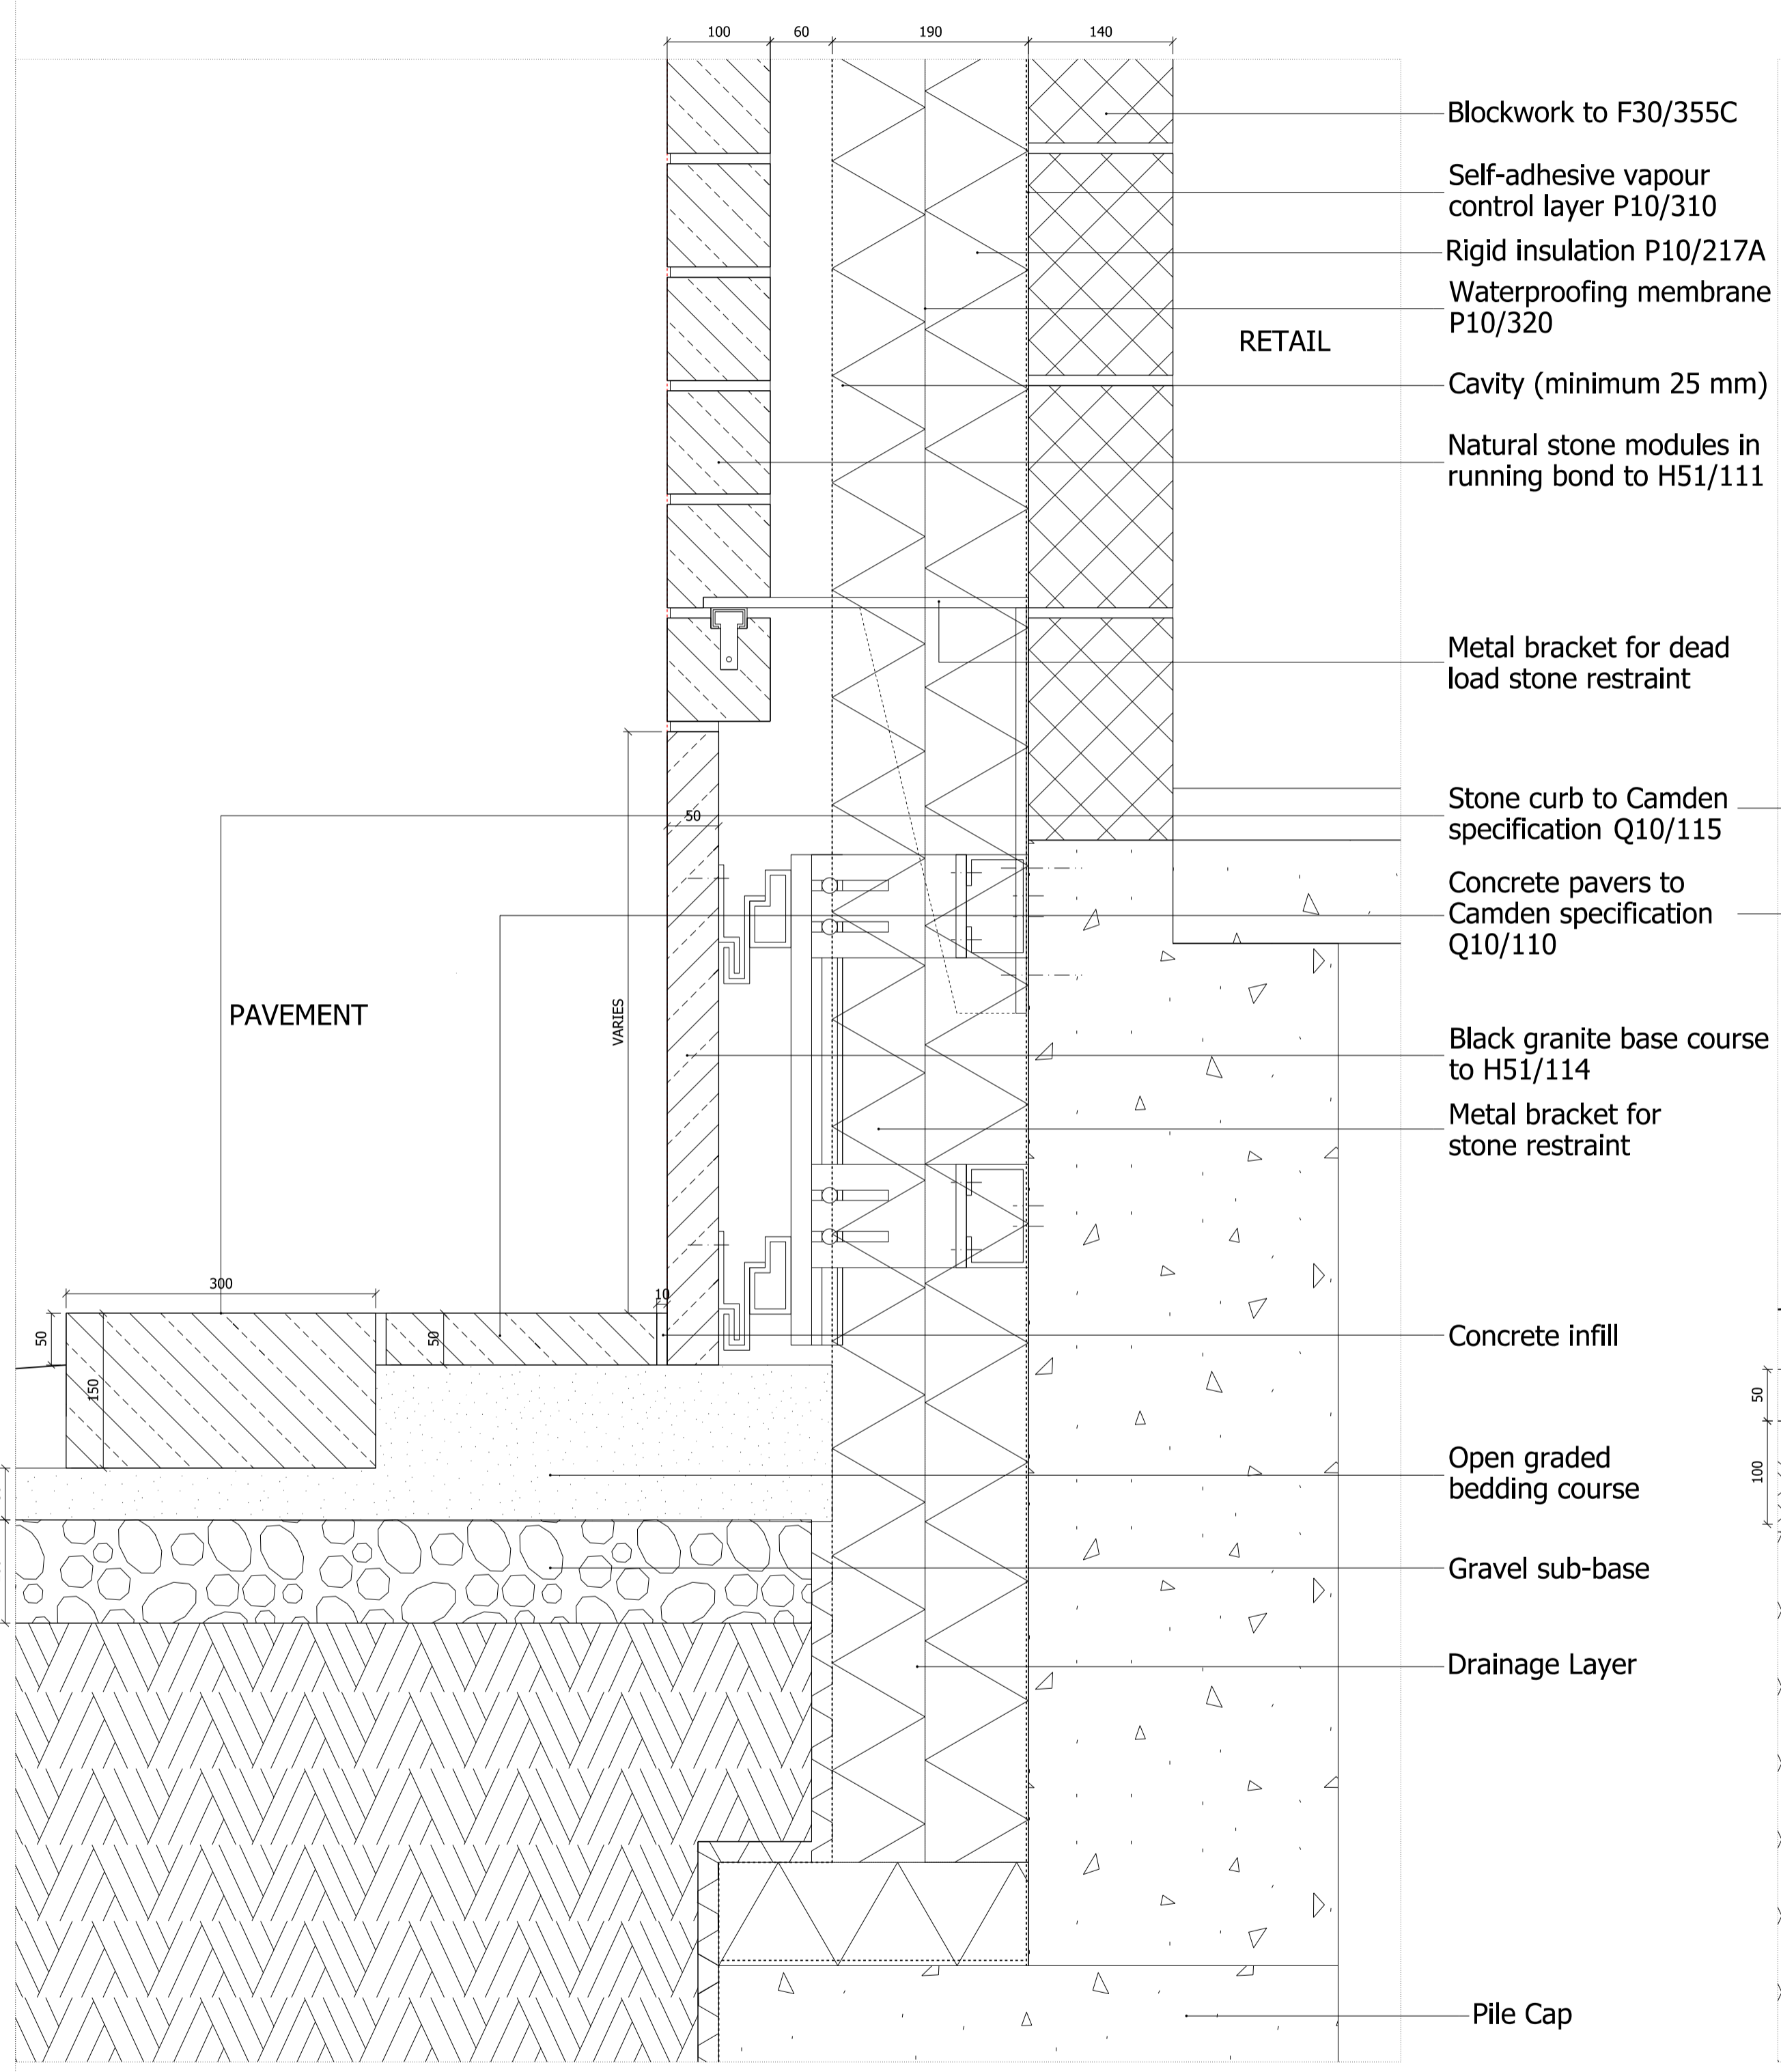 100 60 190 140
Blockwork to F30/355C
Self-adhesive vapour
control layer P10/310
Rigid insulation P10/217A
Waterproofing membrane
P10/320
RETAIL
Cavity (minimum 25 mm)
Natural stone modules in
running bond to H51/111
Metal bracket for dead
load stone restraint
Stone curb to Camden
specification Q10/115
50
Concrete pavers to
Camden specification
Q10/110
PAVEMENT
VARIES
Black granite base course
to H51/114
Metal bracket for
stone restraint
300
10
50
50
150
Concrete infill
50
100
Open graded
bedding course
Gravel sub-base
Drainage Layer
Pile Cap